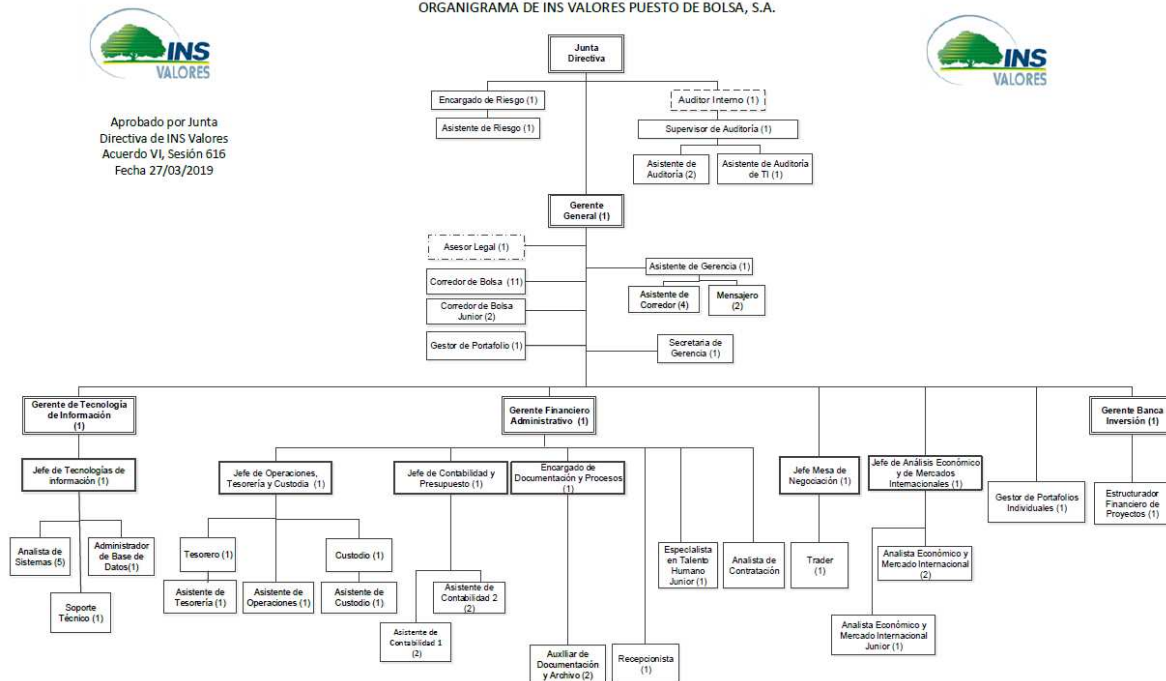 ORGANIGRAMA DE INS VALORES PUESTO DE BOLSA, S.A.
INS
VALORES
INS
VALORES
Aprobado por Junta
Directiva de INS Valores
Acuerdo VI, Sesión 616
Fecha 27/03/2019
Junta
Directiva
Encargado de Riesgo (1)
Asistente de Riesgo (1)
Auditor Interno (1)
Supervisor de Auditoría (1)
Asistente de
Auditoría (2)
Asistente de Auditoría
de TI (1)
Gerente
General (1)
Asesor Legal (1)
Corredor de Bolsa (11)
Corredor de Bolsa
Junior (2)
Gestor de Portafolio (1)
Asistente de Gerencia (1)
Asistente de
Corredor (4)
Mensajero
(2)
Secretaria de
Gerencia (1)
Gerente de Tecnología
de Información
(1)
Gerente Financiero
Administrativo (1)
Gerente Banca
Inversión (1)
Jefe de Tecnologías de
información (1)
Jefe de Operaciones,
Tesorería y Custodia (1)
Jefe de Contabilidad y
Presupuesto (1)
Encargado de
Documentación y Procesos
(1)
Jefe Mesa de
Negociación (1)
Jefe de Análisis Económico
y de Mercados
Internacionales (1)
Gestor de Portafolios
Individuales (1)
Estructurador
Financiero de
Proyectos (1)
Analista de
Sistemas (5)
Administrador
de Base de
Datos(1)
Soporte
Técnico (1)
Tesorero (1)
Custodio (1)
Asistente de
Tesorería (1)
Asistente de
Operaciones (1)
Asistente de
Custodio (1)
Asistente de
Contabilidad 2
(2)
Asistente de
Contabilidad 1
(2)
Especialista
en Talento
Humano
Junior (1)
Analista de
Contratación
Trader
(1)
Analista Económico y
Mercado Internacional
(2)
Analista Económico y
Mercado Internacional
Junior (1)
Auxiliar de
Documentación
y Archivo (2)
Recepcionista
(1)